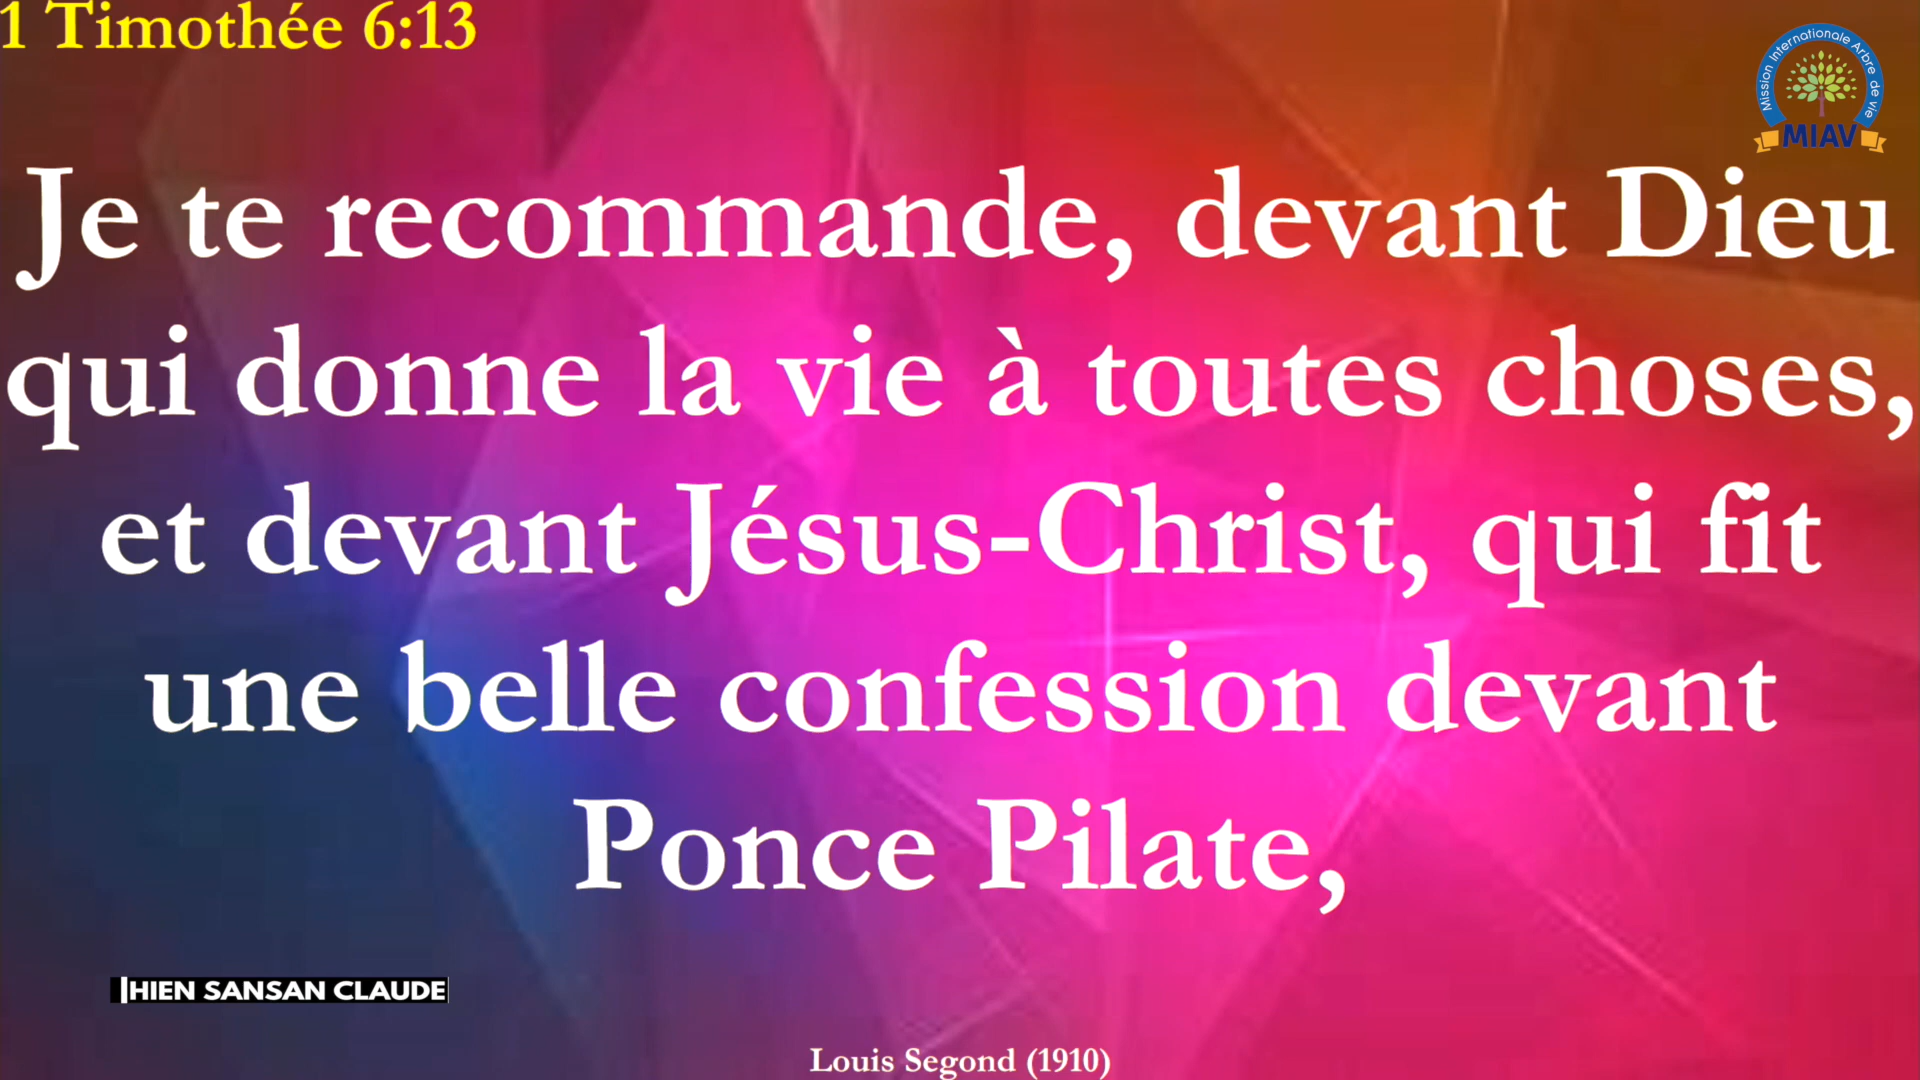 1 Timothée 6:13
Mission Internationale Arbre de vie
MIAV
Je te recommande, devant Dieu
qui donne la vie à toutes choses,
et devant Jésus-Christ, qui fit
une belle confession devant
Ponce Pilate,
HIEN SANSAN CLAUDE
Louis Segond (1910)